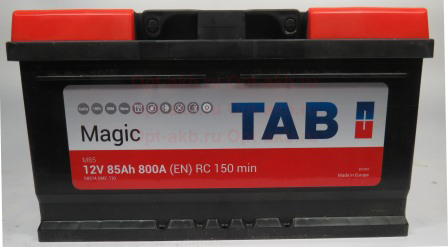 TAB
Magic
M85
12V 85Ah 800A (EN) RC 150 min
Made in Europe